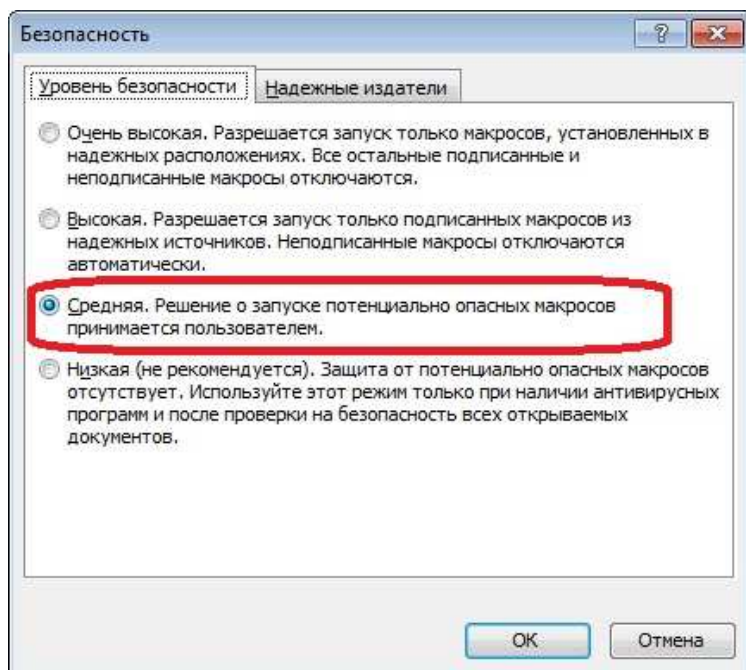 Безопасность
Уровень безопасности
Надежные издатели
Очень высокая. Разрешается запуск только макросов, установленных в
надежных расположениях. Все остальные подписанные и
неподписанные макросы отключаются.
Высокая. Разрешается запуск только подписанных макросов из
надежных источников. Неподписанные макросы отключаются
автоматически.
Средняя. Решение о запуске потенциально опасных макросов
принимается пользователем.
Низкая (не рекомендуется). Защита от потенциально опасных макросов
отсутствует. Используйте этот режим только при наличии антивирусных
программ и после проверки на безопасность всех открываемых
документов.
ОК
Отмена